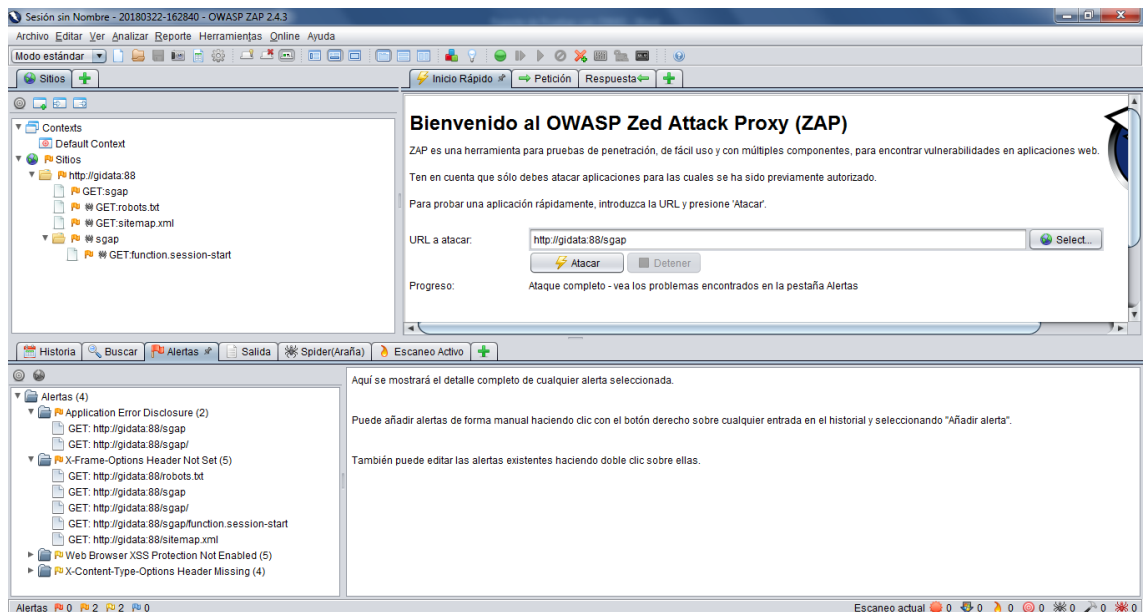 Sesión sin Nombre - 20180322-162840 - OWASP ZAP 2.4.3
Archivo Editar Ver Analizar Reporte Herramientas Online Ayuda
Modo estándar
Sitios
Inicio Rápido
Petición
Respuesta
Contexts
Default Context
Sitios
http://gidata:88
GET:sgap
GET:robots.txt
GET:sitemap.xml
sgap
GET:function.session-start
Bienvenido al OWASP Zed Attack Proxy (ZAP)
ZAP es una herramienta para pruebas de penetración, de fácil uso y con múltiples componentes, para encontrar vulnerabilidades en aplicaciones web.
Ten en cuenta que sólo debes atacar aplicaciones para las cuales se ha sido previamente autorizado.
Para probar una aplicación rápidamente, introduzca la URL y presione 'Atacar'.
URL a atacar: http://gidata:88/sgap Select...
Atacar Detener
Progreso: Ataque completo - vea los problemas encontrados en la pestaña Alertas
Historia Buscar Alertas Salida Spider(Araña) Escaneo Activo
Alertas (4)
Application Error Disclosure (2)
GET: http://gidata:88/sgap
GET: http://gidata:88/sgap/
X-Frame-Options Header Not Set (5)
GET: http://gidata:88/robots.txt
GET: http://gidata:88/sgap
GET: http://gidata:88/sgap/
GET: http://gidata:88/sgap/function.session-start
GET: http://gidata:88/sitemap.xml
Web Browser XSS Protection Not Enabled (5)
X-Content-Type-Options Header Missing (4)
Aquí se mostrará el detalle completo de cualquier alerta seleccionada.
Puede añadir alertas de forma manual haciendo clic con el botón derecho sobre cualquier entrada en el historial y seleccionando "Añadir alerta".
También puede editar las alertas existentes haciendo doble clic sobre ellas.
Alertas 0 2 2 0
Escaneo actual 0 0 0 0 0 0 0